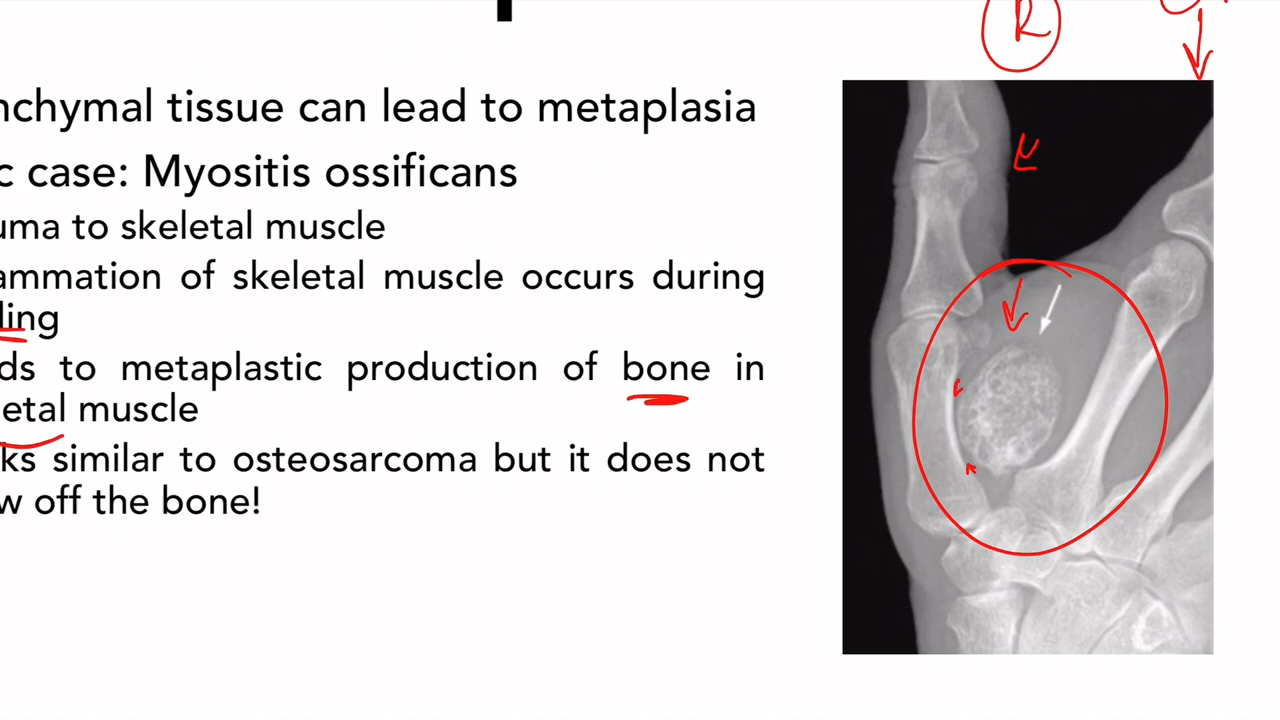 R
nchymal tissue can lead to metaplasia
c case: Myositis ossificans
uma to skeletal muscle
ammation of skeletal muscle occurs during
ling
ds to metaplastic production of bone in
etal muscle
ks similar to osteosarcoma but it does not
w off the bone!